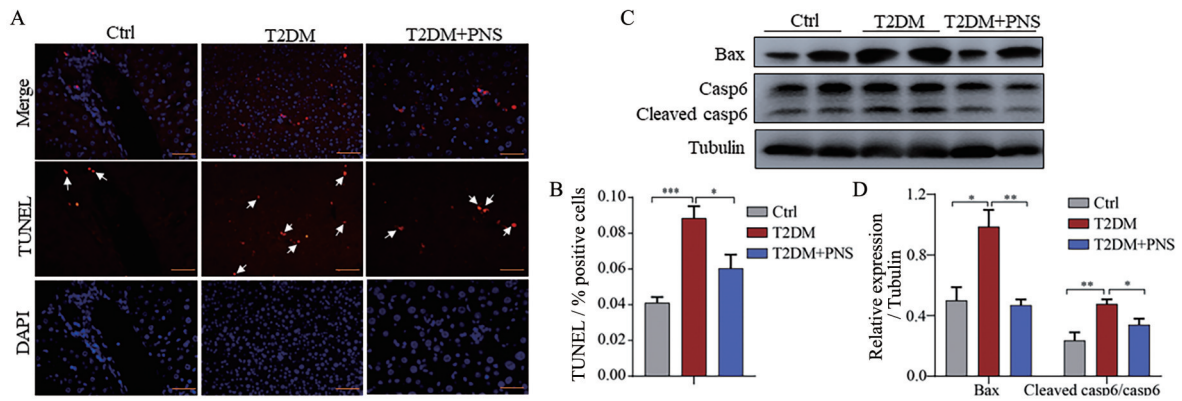 A
Ctrl
T2DM
T2DM+PNS
Merge
TUNEL
DAPI
C
Ctrl
T2DM
T2DM+PNS
Bax
Casp6
Cleaved casp6
Tubulin
B
TUNEL / % positive cells
0.10
0.08
0.06
0.04
0.02
0.00
***
*
Ctrl
T2DM
T2DM+PNS
D
Relative expression
/ Tubulin
1.2
0.8
0.4
0.0
*
**
**
*
Ctrl
T2DM
T2DM+PNS
Bax
Cleaved casp6/casp6